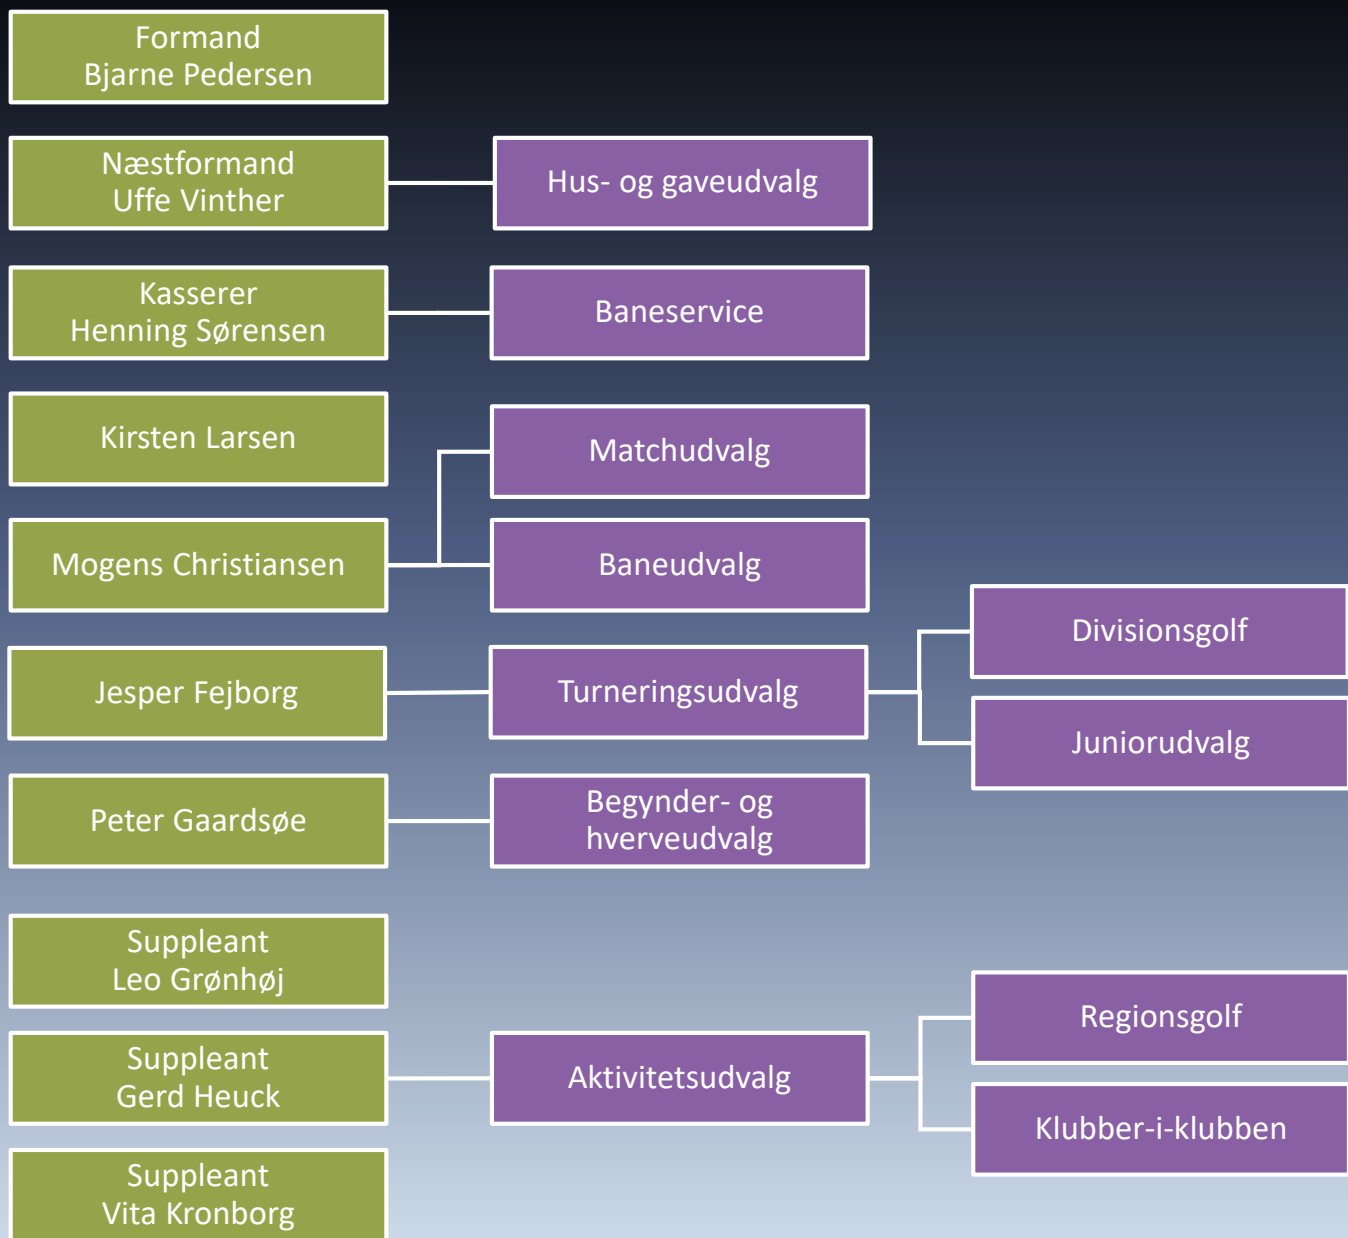 Formand
Bjarne Pedersen
Næstformand
Uffe Vinther
Hus- og gaveudvalg
Kasserer
Henning Sørensen
Baneservice
Kirsten Larsen
Matchudvalg
Mogens Christiansen
Baneudvalg
Divisionsgolf
Jesper Fejborg
Turneringsudvalg
Juniorudvalg
Peter Gaardsøe
Begynder- og
hverveudvalg
Suppleant
Leo Grønhøj
Regionsgolf
Suppleant
Gerd Heuck
Aktivitetsudvalg
Klubber-i-klubben
Suppleant
Vita Kronborg